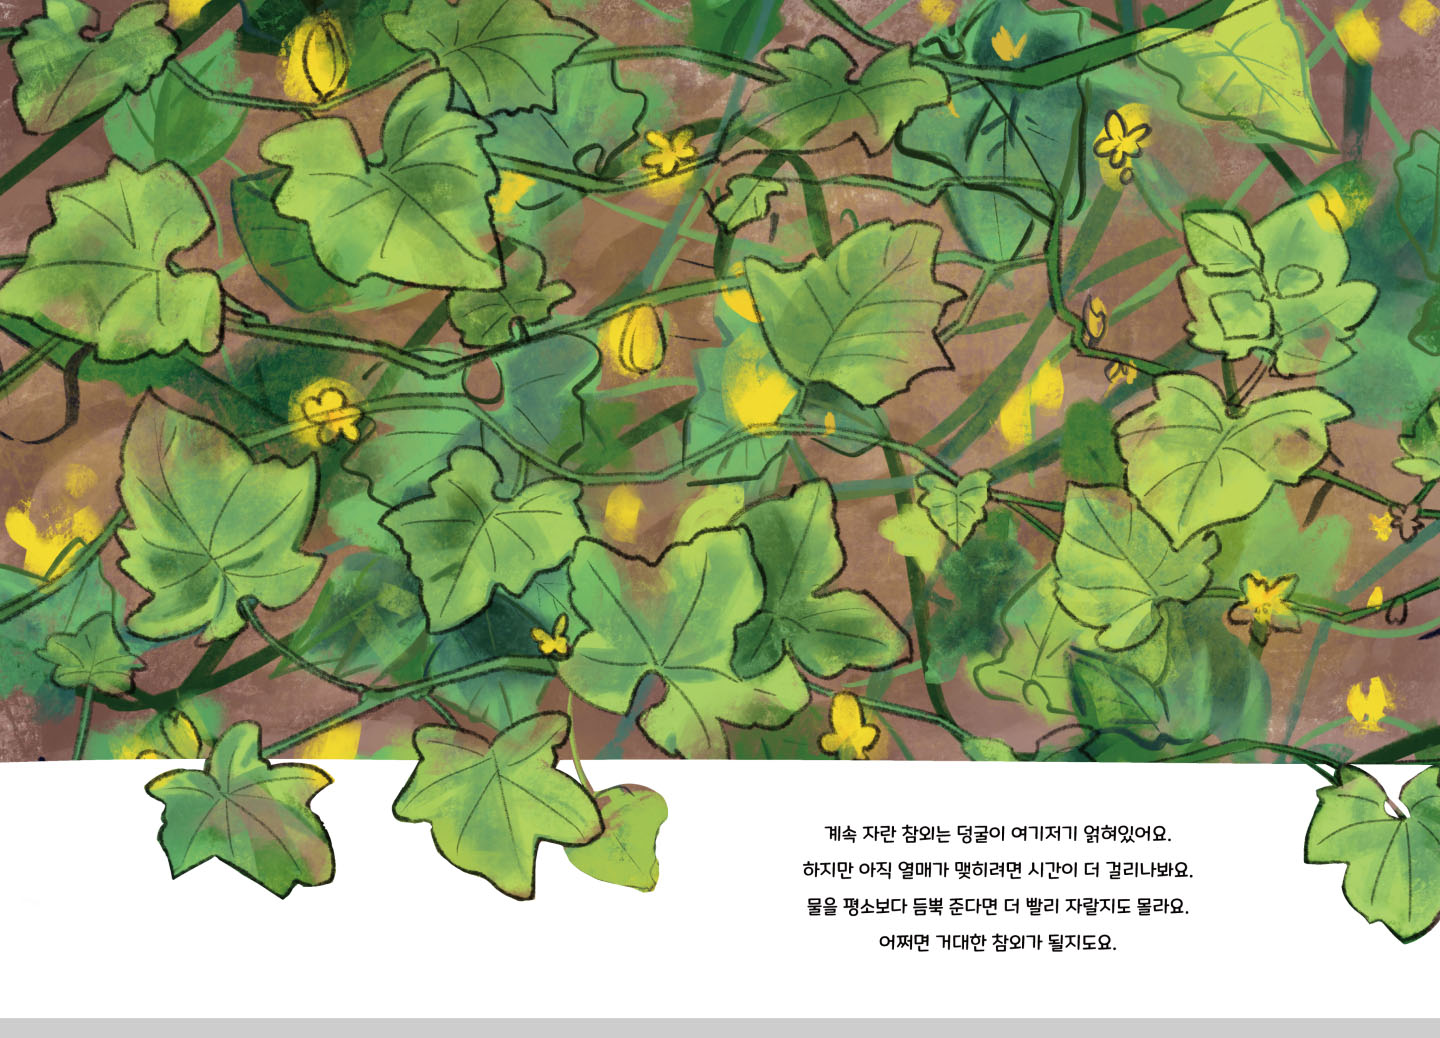 계속 자란 참외는 덩굴이 여기저기 얽혀있어요.
하지만 아직 열매가 맺히려면 시간이 더 걸리나봐요.
물을 평소보다 듬뿍 준다면 더 빨리 자랄지도 몰라요.
어쩌면 거대한 참외가 될지도요.